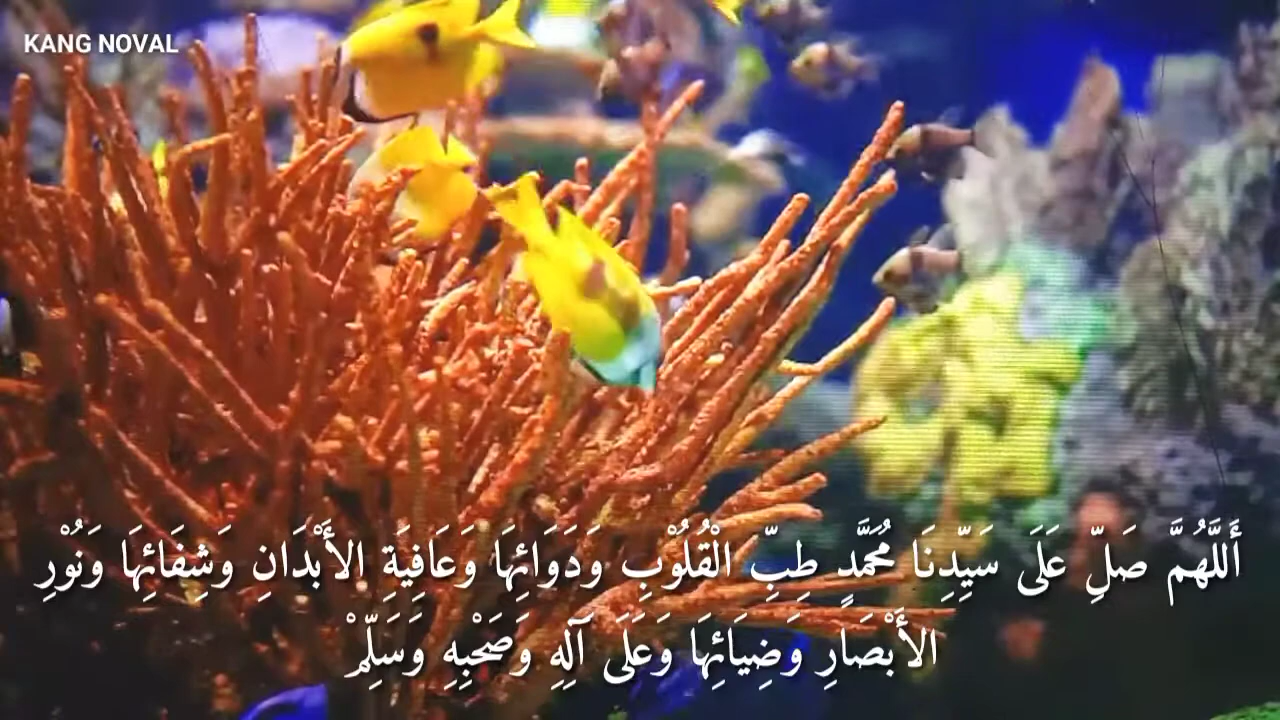 KANG NOVAL
أَللَّهُمَّ صَلِّ عَلَى سَيِّدِنَا مُحَمَّدٍ طِبِّ الْقُلُوْبِ وَدَوَائِهَا وَعَافِيَةِ الأَبْدَانِ وَشِفَائِهَا وَنُوْرِ
الأَبْصَارِ وَضِيَائِهَا وَعَلَى آلِهِ وَصَحْبِهِ وَسَلِّمْ